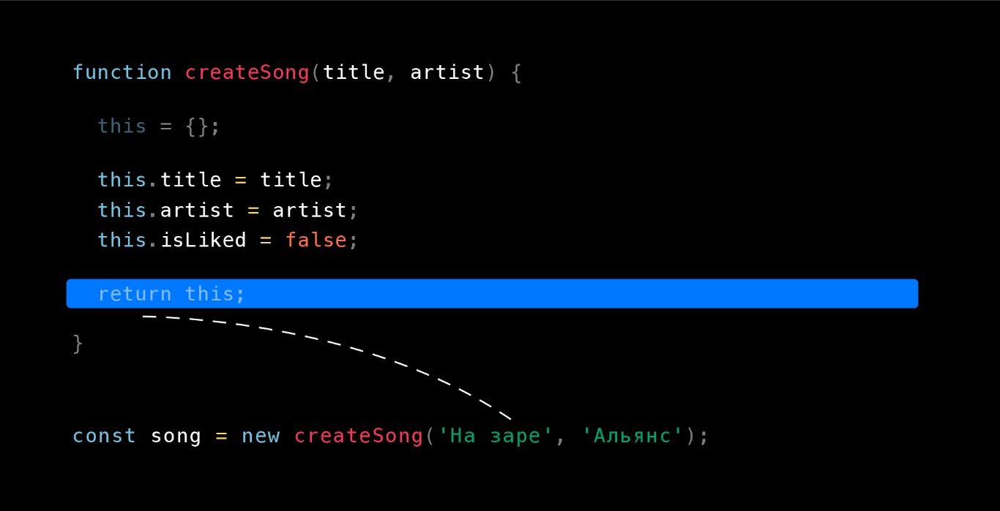 function createSong(title, artist) {
this = {};
this.title = title;
this.artist = artist;
this.isLiked = false;
return this;
}
const song = new createSong('На заре', 'Альянс');